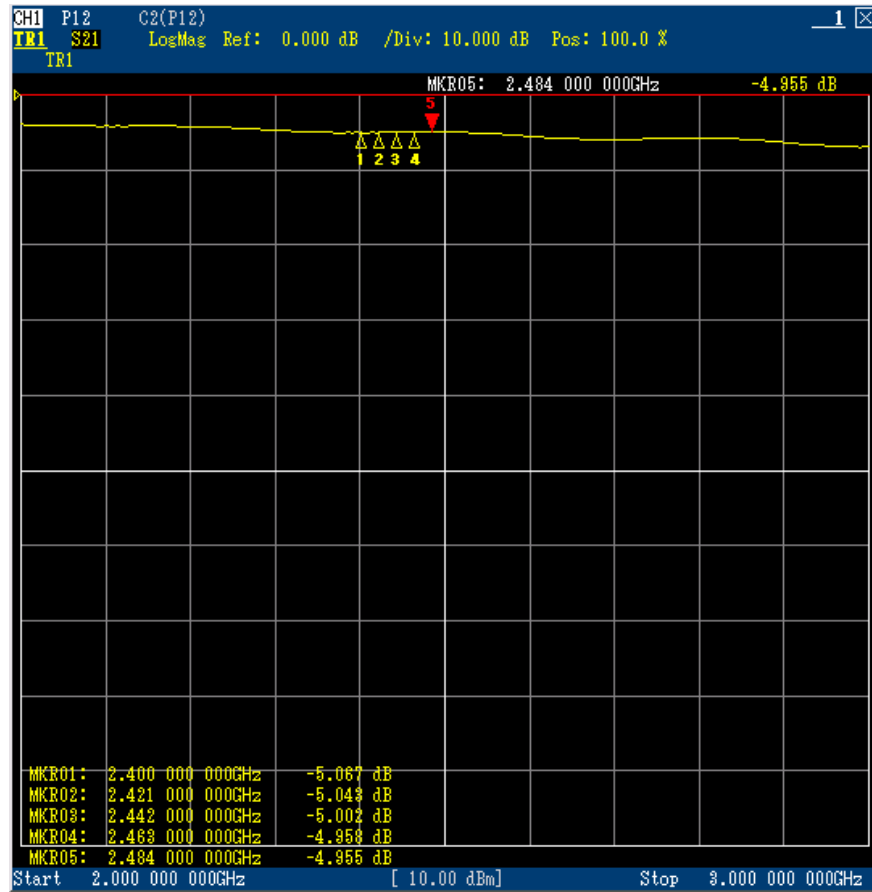 CH1 P12 C2(P12) 1
TR1 S21 LogMag Ref: 0.000 dB /Div: 10.000 dB Pos: 100.0 %
TR1
MKR05: 2.484 000 000GHz -4.955 dB
5
1 2 3 4
MKR01: 2.400 000 000GHz -5.067 dB
MKR02: 2.421 000 000GHz -5.043 dB
MKR03: 2.442 000 000GHz -5.002 dB
MKR04: 2.463 000 000GHz -4.958 dB
MKR05: 2.484 000 000GHz -4.955 dB
Start 2.000 000 000GHz [ 10.00 dBm] Stop 3.000 000 000GHz